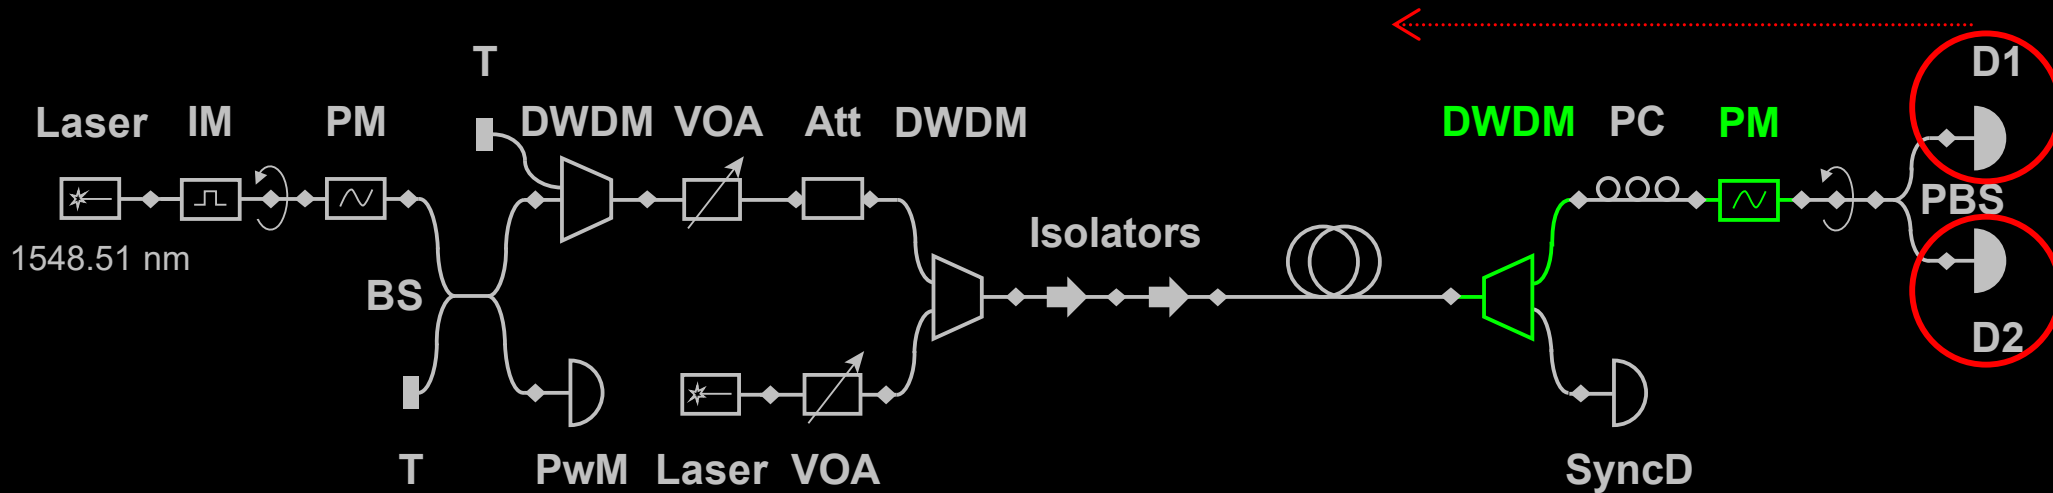 T
D1
Laser IM PM DWDM VOA Att DWDM DWDM PC PM
PBS
Isolators
1548.51 nm
BS
D2
T PwM Laser VOA SyncD